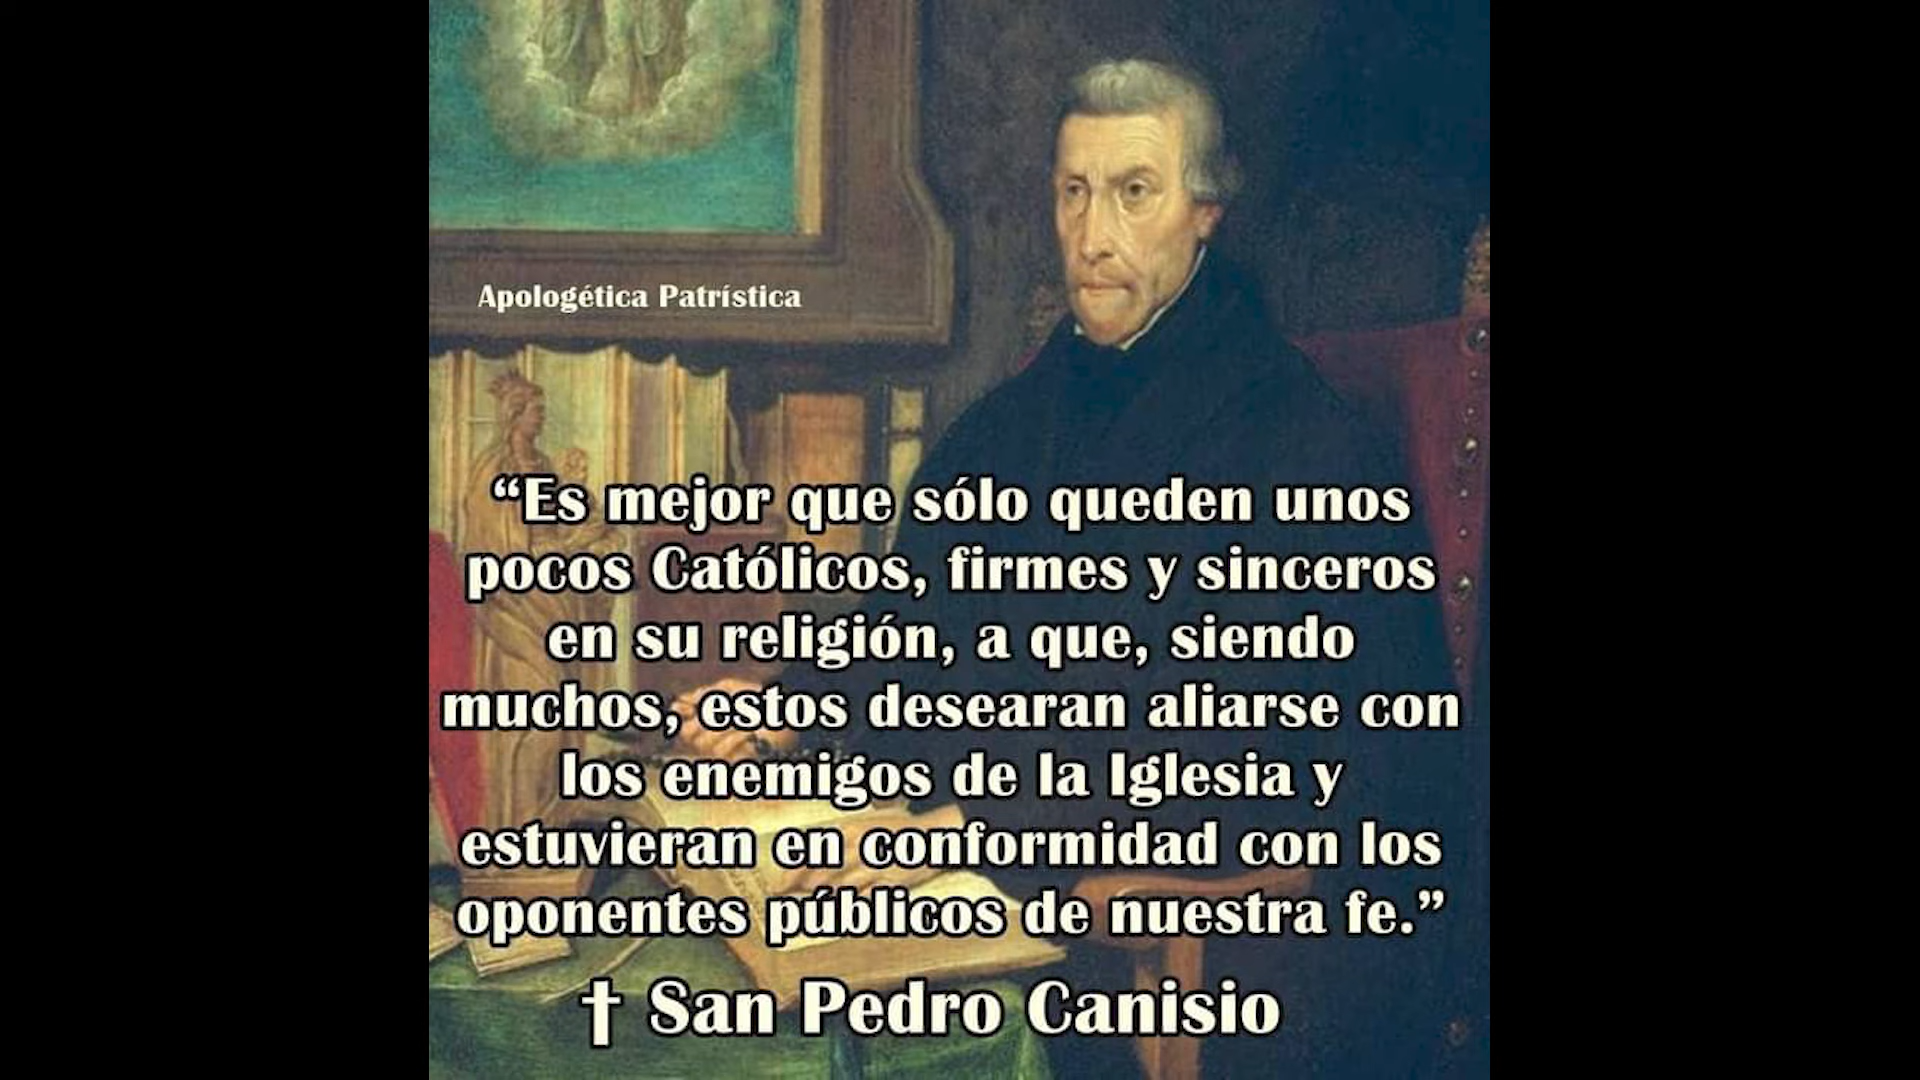 Apologética Patrística
“Es mejor que sólo queden unos
pocos Católicos, firmes y sinceros
en su religión, a que, siendo
muchos, estos desearan aliarse con
los enemigos de la Iglesia y
estuvieran en conformidad con los
oponentes públicos de nuestra fe.”
† San Pedro Canisio